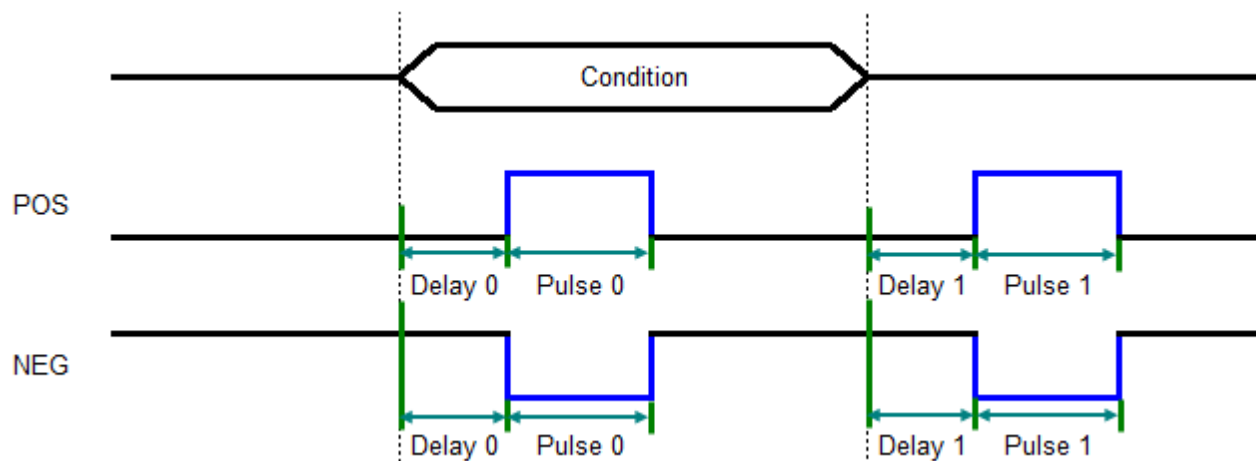 Condition
POS
Delay 0 Pulse 0 Delay 1 Pulse 1
NEG
Delay 0 Pulse 0 Delay 1 Pulse 1